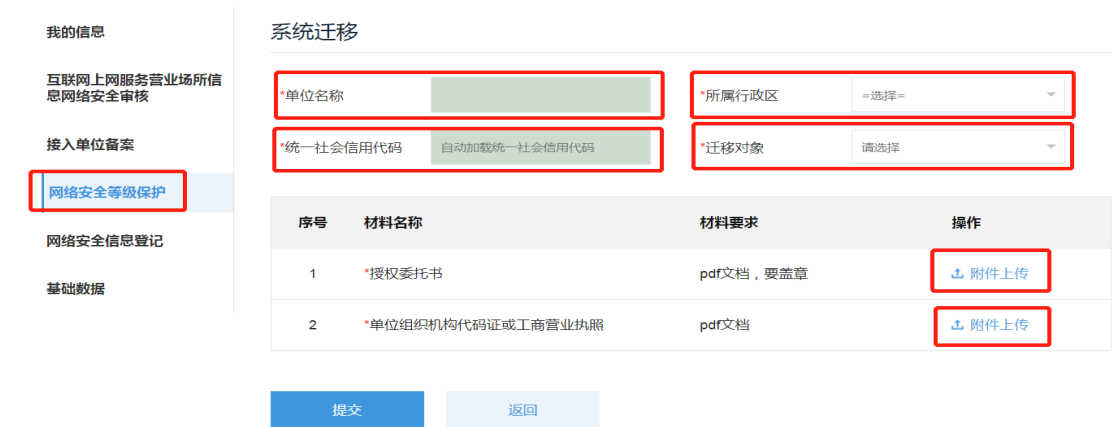 我的信息
互联网上网服务营业场所信
息网络安全审核
接入单位备案
网络安全等级保护
网络安全信息登记
基础数据
系统迁移
*单位名称
*所属行政区 =选择=
*统一社会信用代码 自动加载统一社会信用代码
*迁移对象 请选择
序号 材料名称 材料要求 操作
1 *授权委托书 pdf文档，要盖章 附件上传
2 *单位组织机构代码证或工商营业执照 pdf文档 附件上传
提交 返回